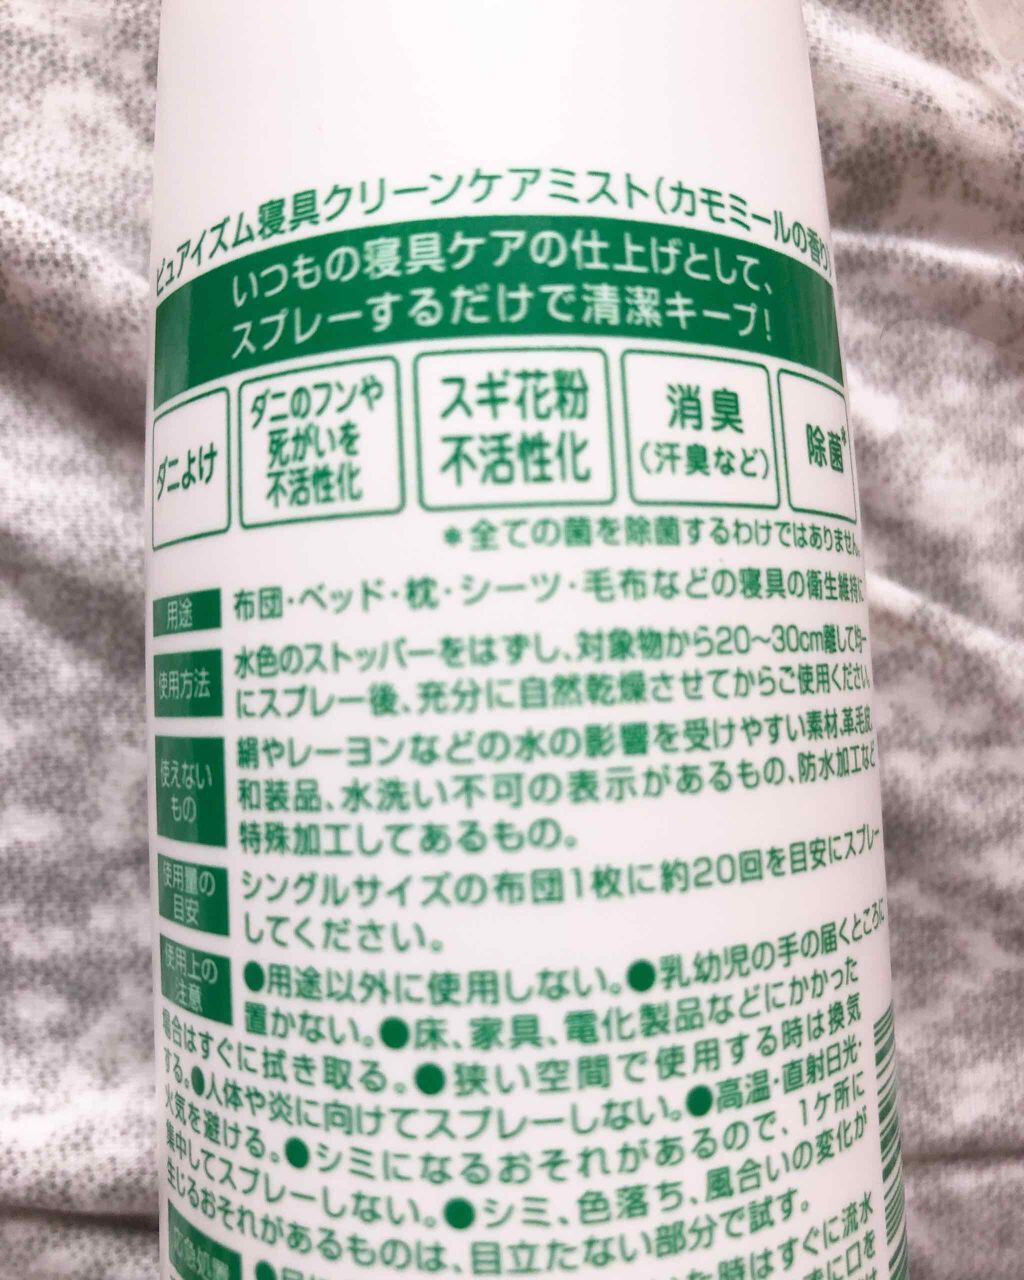 ピュアイズム寝具クリーンケアミスト(カモミールの香り)
いつもの寝具ケアの仕上げとして、
スプレーするだけで清潔キープ!
ダニよけ
ダニのフンや
死がいを
不活性化
スギ花粉
不活性化
消臭
(汗臭など)
除菌*
*全ての菌を除菌するわけではありません。
用途
布団・ベッド・枕・シーツ・毛布などの寝具の衛生維持に
使用方法
水色のストッパーをはずし、対象物から20〜30cm離して均一
にスプレー後、充分に自然乾燥させてからご使用ください。
使えない
もの
絹やレーヨンなどの水の影響を受けやすい素材、革毛皮、
和装品、水洗い不可の表示があるもの、防水加工など
特殊加工してあるもの。
使用量の
目安
シングルサイズの布団1枚に約20回を目安にスプレー
してください。
使用上の
注意
●用途以外に使用しない。●乳幼児の手の届くところに
置かない。●床、家具、電化製品などにかかった
場合はすぐに拭き取る。●狭い空間で使用する時は換気
する。●人体や炎に向けてスプレーしない。●高温・直射日光・
火気を避ける。●シミになるおそれがあるので、1ケ所に
集中してスプレーしない。●シミ、色落ち、風合いの変化が
生じるおそれがあるものは、目立たない部分で試す。
応急処置
た時はすぐに流水
口を